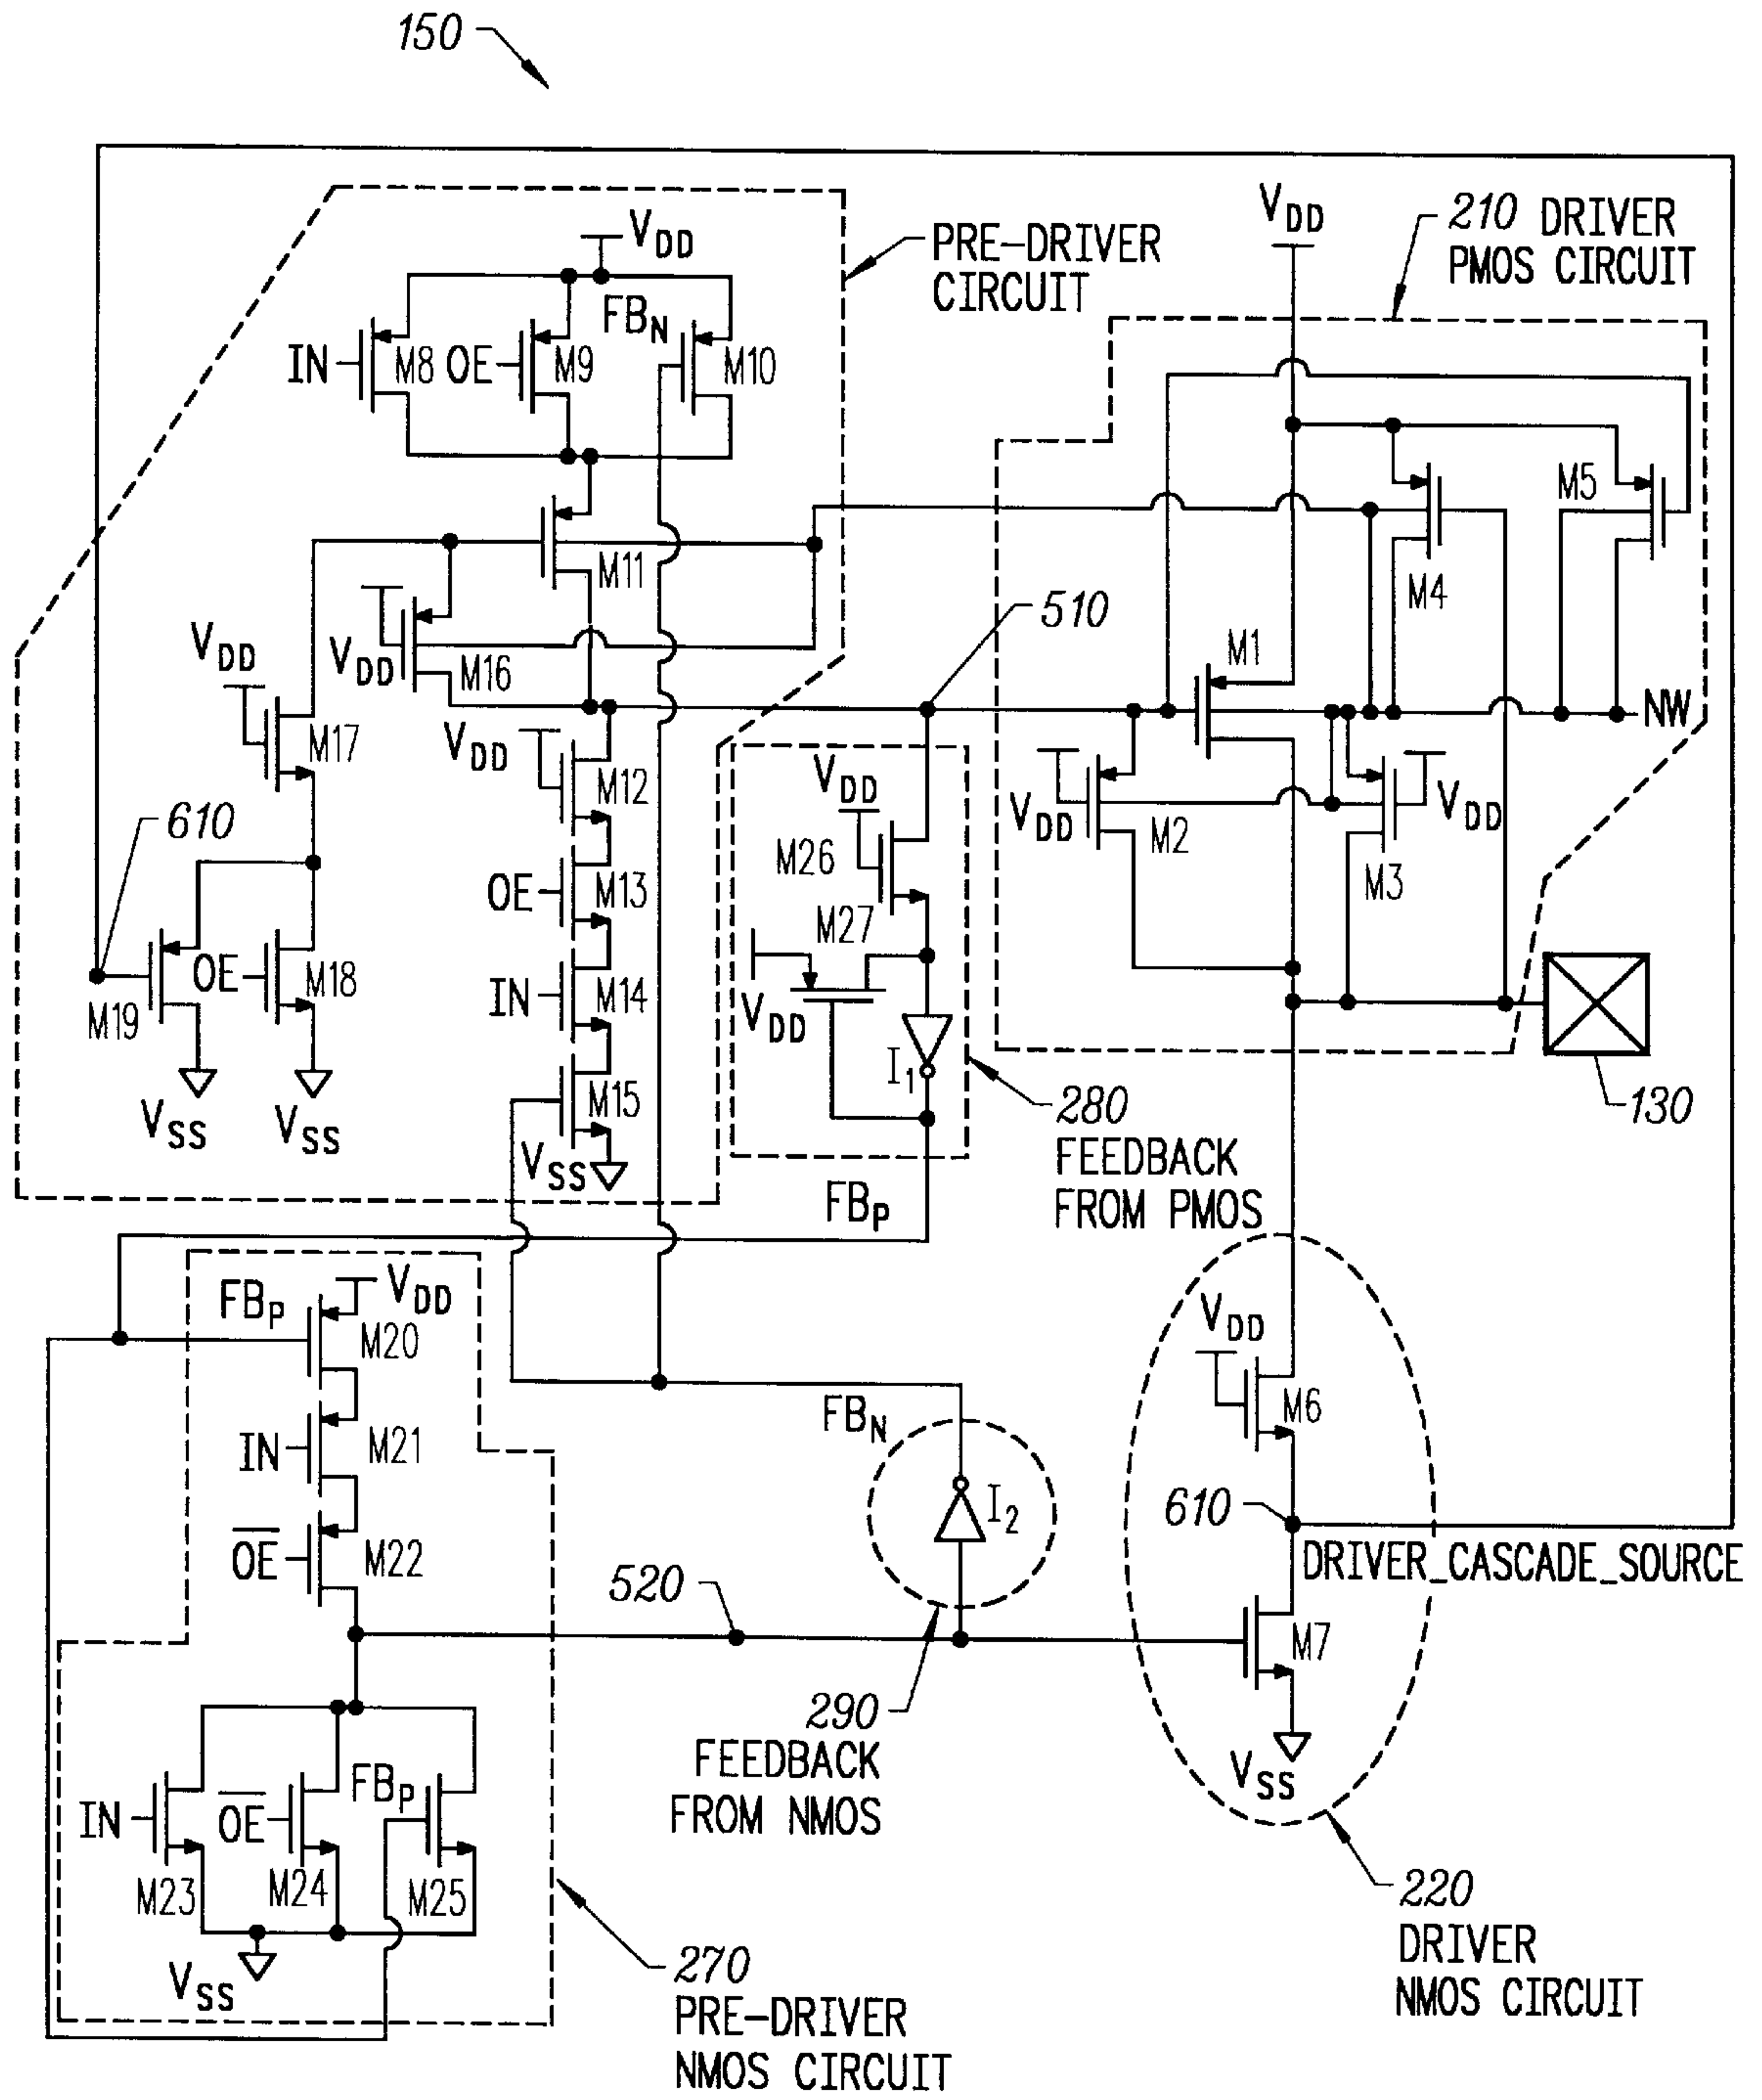 150
V_DD
V_DD
210 DRIVER
PMOS CIRCUIT
PRE-DRIVER
CIRCUIT
FB_N
IN
M8
OE
M9
M10
M5
M11
M4
510
V_DD
V_DD
M16
M1
NW
M17
V_DD
M12
V_DD
V_DD
M2
V_DD
M3
610
M26
OE
M13
M27
M19
OE
M18
IN
M14
V_DD
I_1
M15
280
130
V_SS
V_SS
V_SS
FEEDBACK
FROM PMOS
FB_P
FB_P
V_DD
M20
V_DD
M6
FB_N
IN
M21
I_2
610
OE
M22
DRIVER_CASCADE_SOURCE
520
M7
290
FEEDBACK
FROM NMOS
V_SS
IN
OE
FB_P
M23
M24
M25
220
DRIVER
NMOS CIRCUIT
V_SS
270
PRE-DRIVER
NMOS CIRCUIT